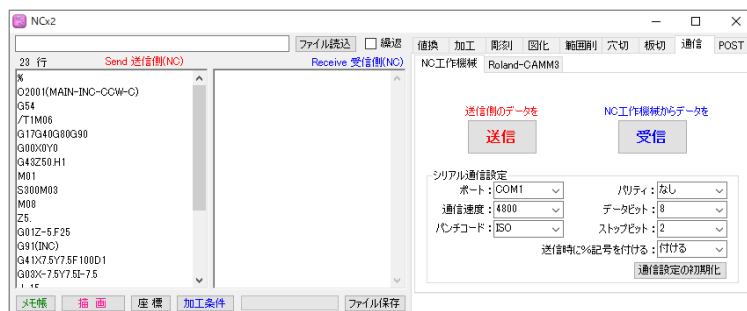 NCx2
ファイル読込 繰返
23 行 Send 送信側(NC) Receive 受信側(NC)
%
O2001(MAIN-INC-CCW-C)
G54
/T1M06
G17G40G80G90
G00X0Y0
G43Z50.H1
M01
S300M03
M08
Z5.
G01Z-5.F25
G91(INC)
G41X7.5Y7.5F100D1
G03X-7.5Y7.5I-7.5
メモ帳 描 画 座 標 加工条件 ファイル保存
値換 加工 彫刻 図化 範囲削 穴切 板切 通信 POST
NC工作機械 Roland-CAMM3
送信側のデータを NC工作機械からデータを
送信 受信
シリアル通信設定
ポート : COM1 パリティ : なし
通信速度 : 4800 データビット : 8
パンチコード : ISO ストップビット : 2
送信時に%記号を付ける : 付ける
通信設定の初期化